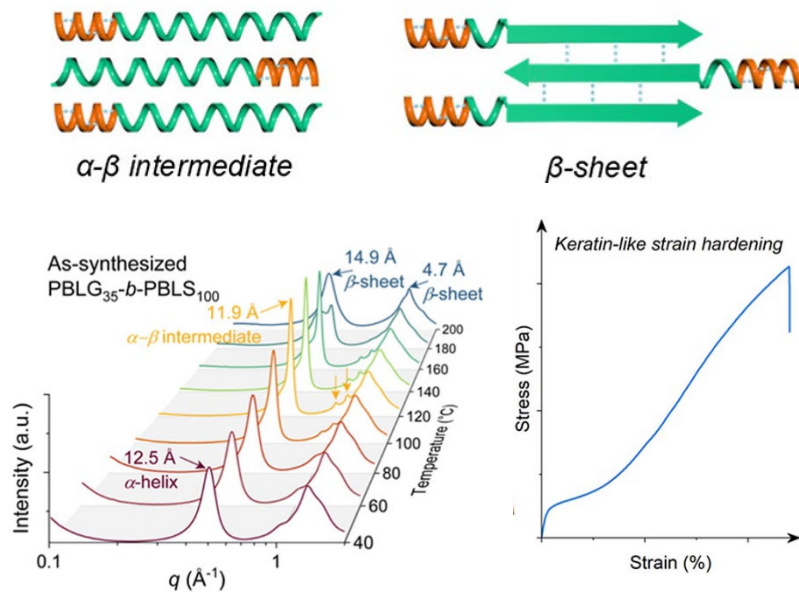 α-β intermediate
β-sheet
As-synthesized
PBLG₃₅-b-PBLS₁₀₀
14.9 Å
β-sheet
4.7 Å
β-sheet
11.9 Å
α-β intermediate
12.5 Å
α-helix
Intensity (a.u.)
0.1
1
q (Å⁻¹)
40
60
80
100
120
140
160
180
200
Temperature (°C)
Keratin-like strain hardening
Stress (MPa)
Strain (%)